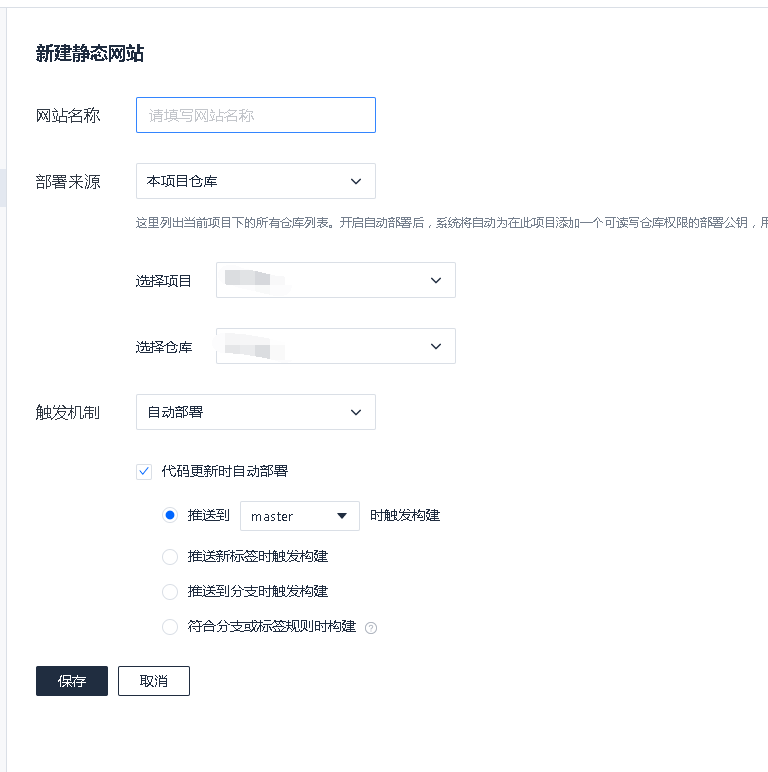 新建静态网站
网站名称 请填写网站名称
部署来源 本项目仓库
这里列出当前项目下的所有仓库列表。开启自动部署后，系统将自动为在此项目添加一个可读写仓库权限的部署公钥，用
选择项目
选择仓库
触发机制 自动部署
代码更新时自动部署
推送到 master 时触发构建
推送新标签时触发构建
推送到分支时触发构建
符合分支或标签规则时构建 ?
保存 取消